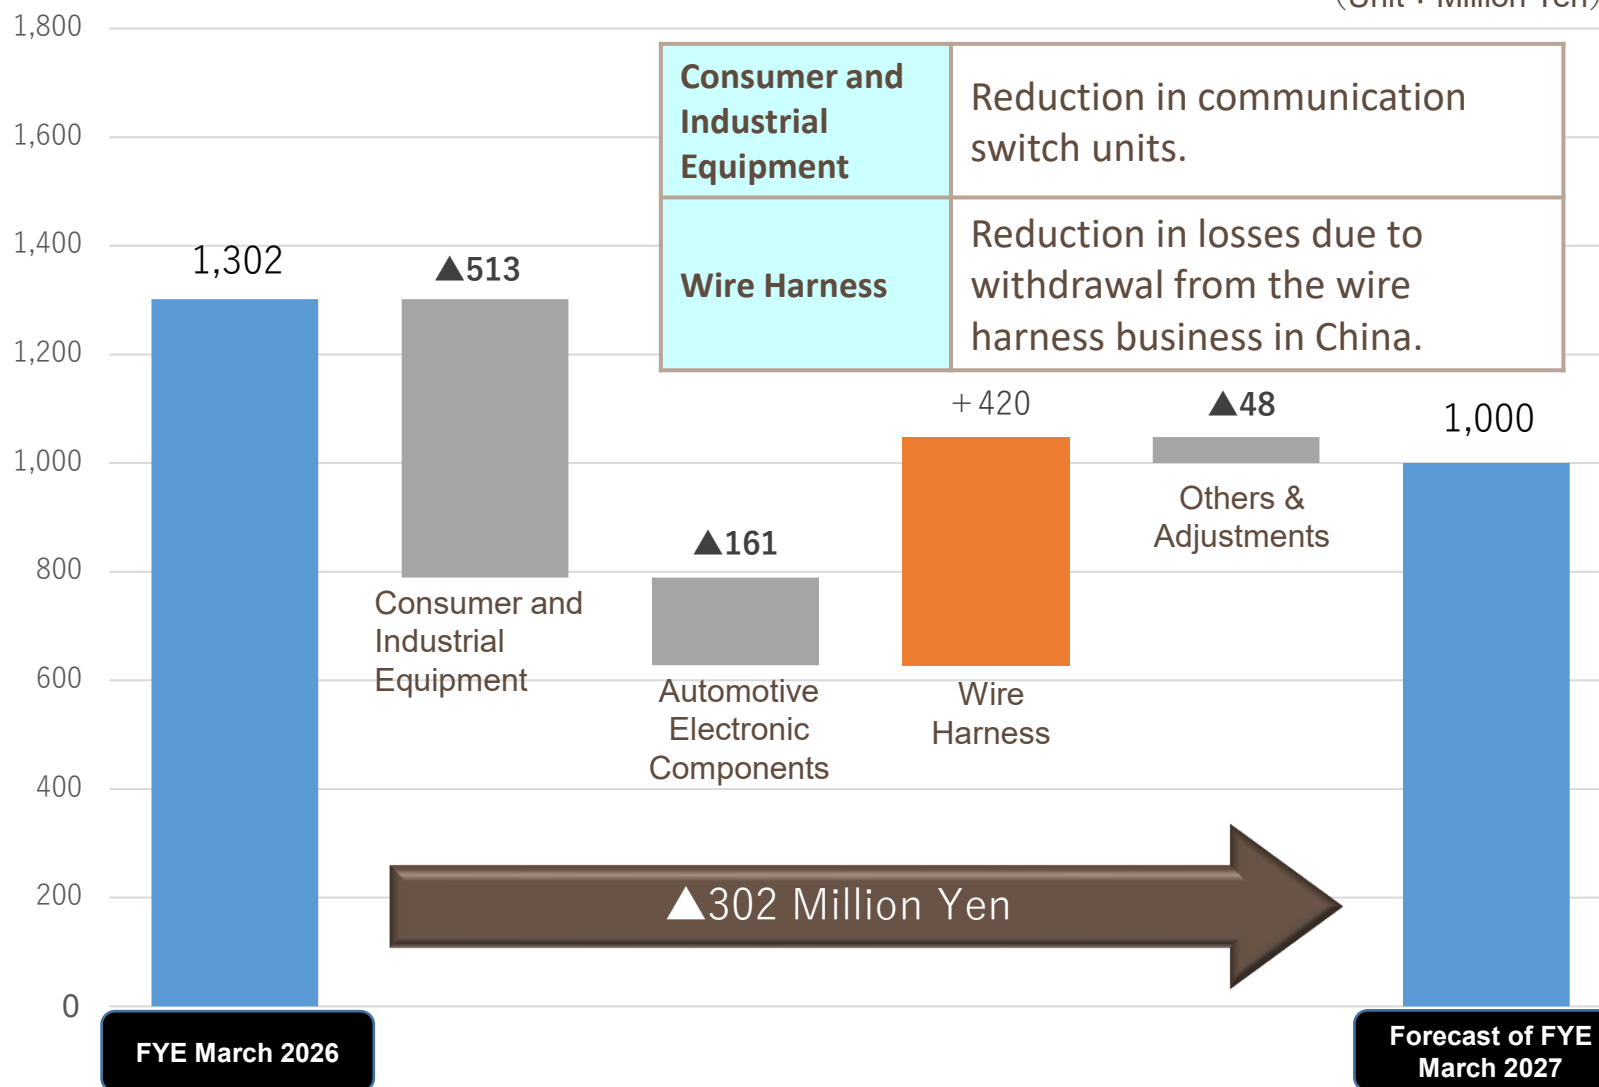 (Unit : Million Yen)
1,800
1,600
1,400
1,200
1,000
800
600
400
200
0
Consumer and
Industrial
Equipment
Reduction in communication
switch units.
Wire Harness
Reduction in losses due to
withdrawal from the wire
harness business in China.
1,302
▲513
Consumer and
Industrial
Equipment
▲161
Automotive
Electronic
Components
+420
Wire
Harness
▲48
Others &
Adjustments
1,000
▲302 Million Yen
FYE March 2026
Forecast of FYE
March 2027